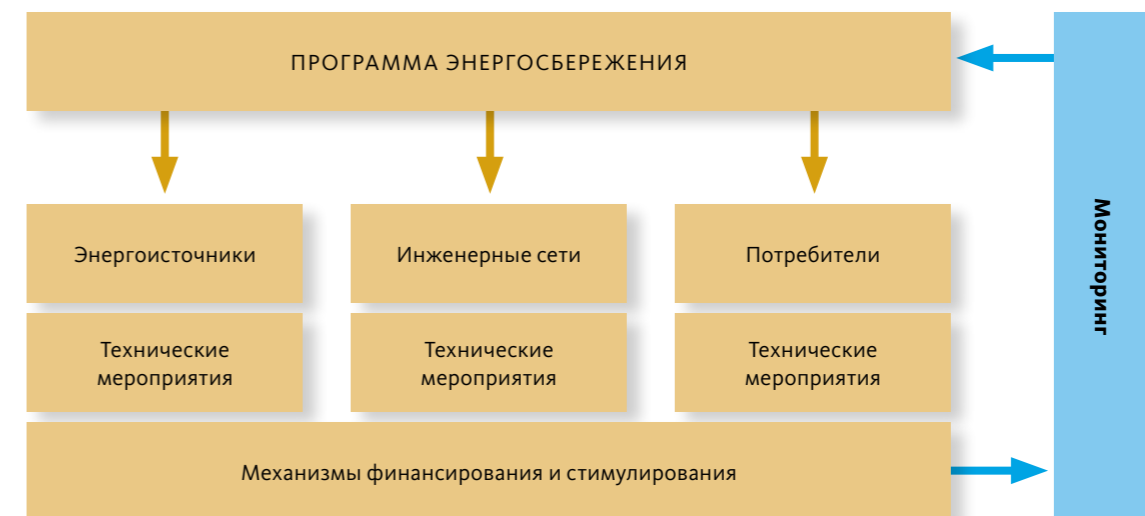 ПРОГРАММА ЭНЕРГОСБЕРЕЖЕНИЯ
Энергоисточники
Инженерные сети
Потребители
Технические
мероприятия
Технические
мероприятия
Технические
мероприятия
Механизмы финансирования и стимулирования
Мониторинг